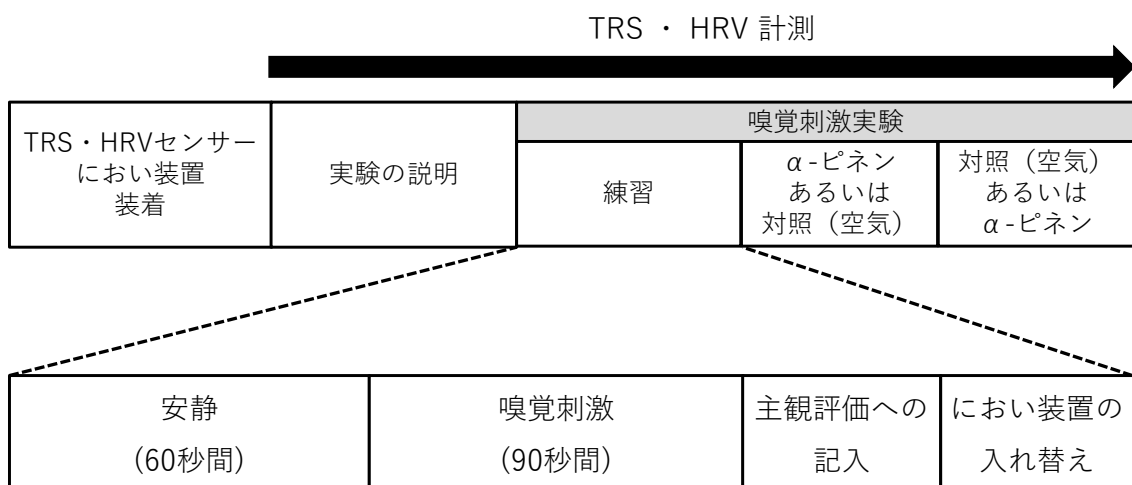 TRS ・ HRV 計測
TRS・HRVセンサー
におい装置
装着
実験の説明
嗅覚刺激実験
練習
α-ピネン
あるいは
対照（空気）
対照（空気）
あるいは
α-ピネン
安静
(60秒間)
嗅覚刺激
(90秒間)
主観評価への
記入
におい装置の
入れ替え